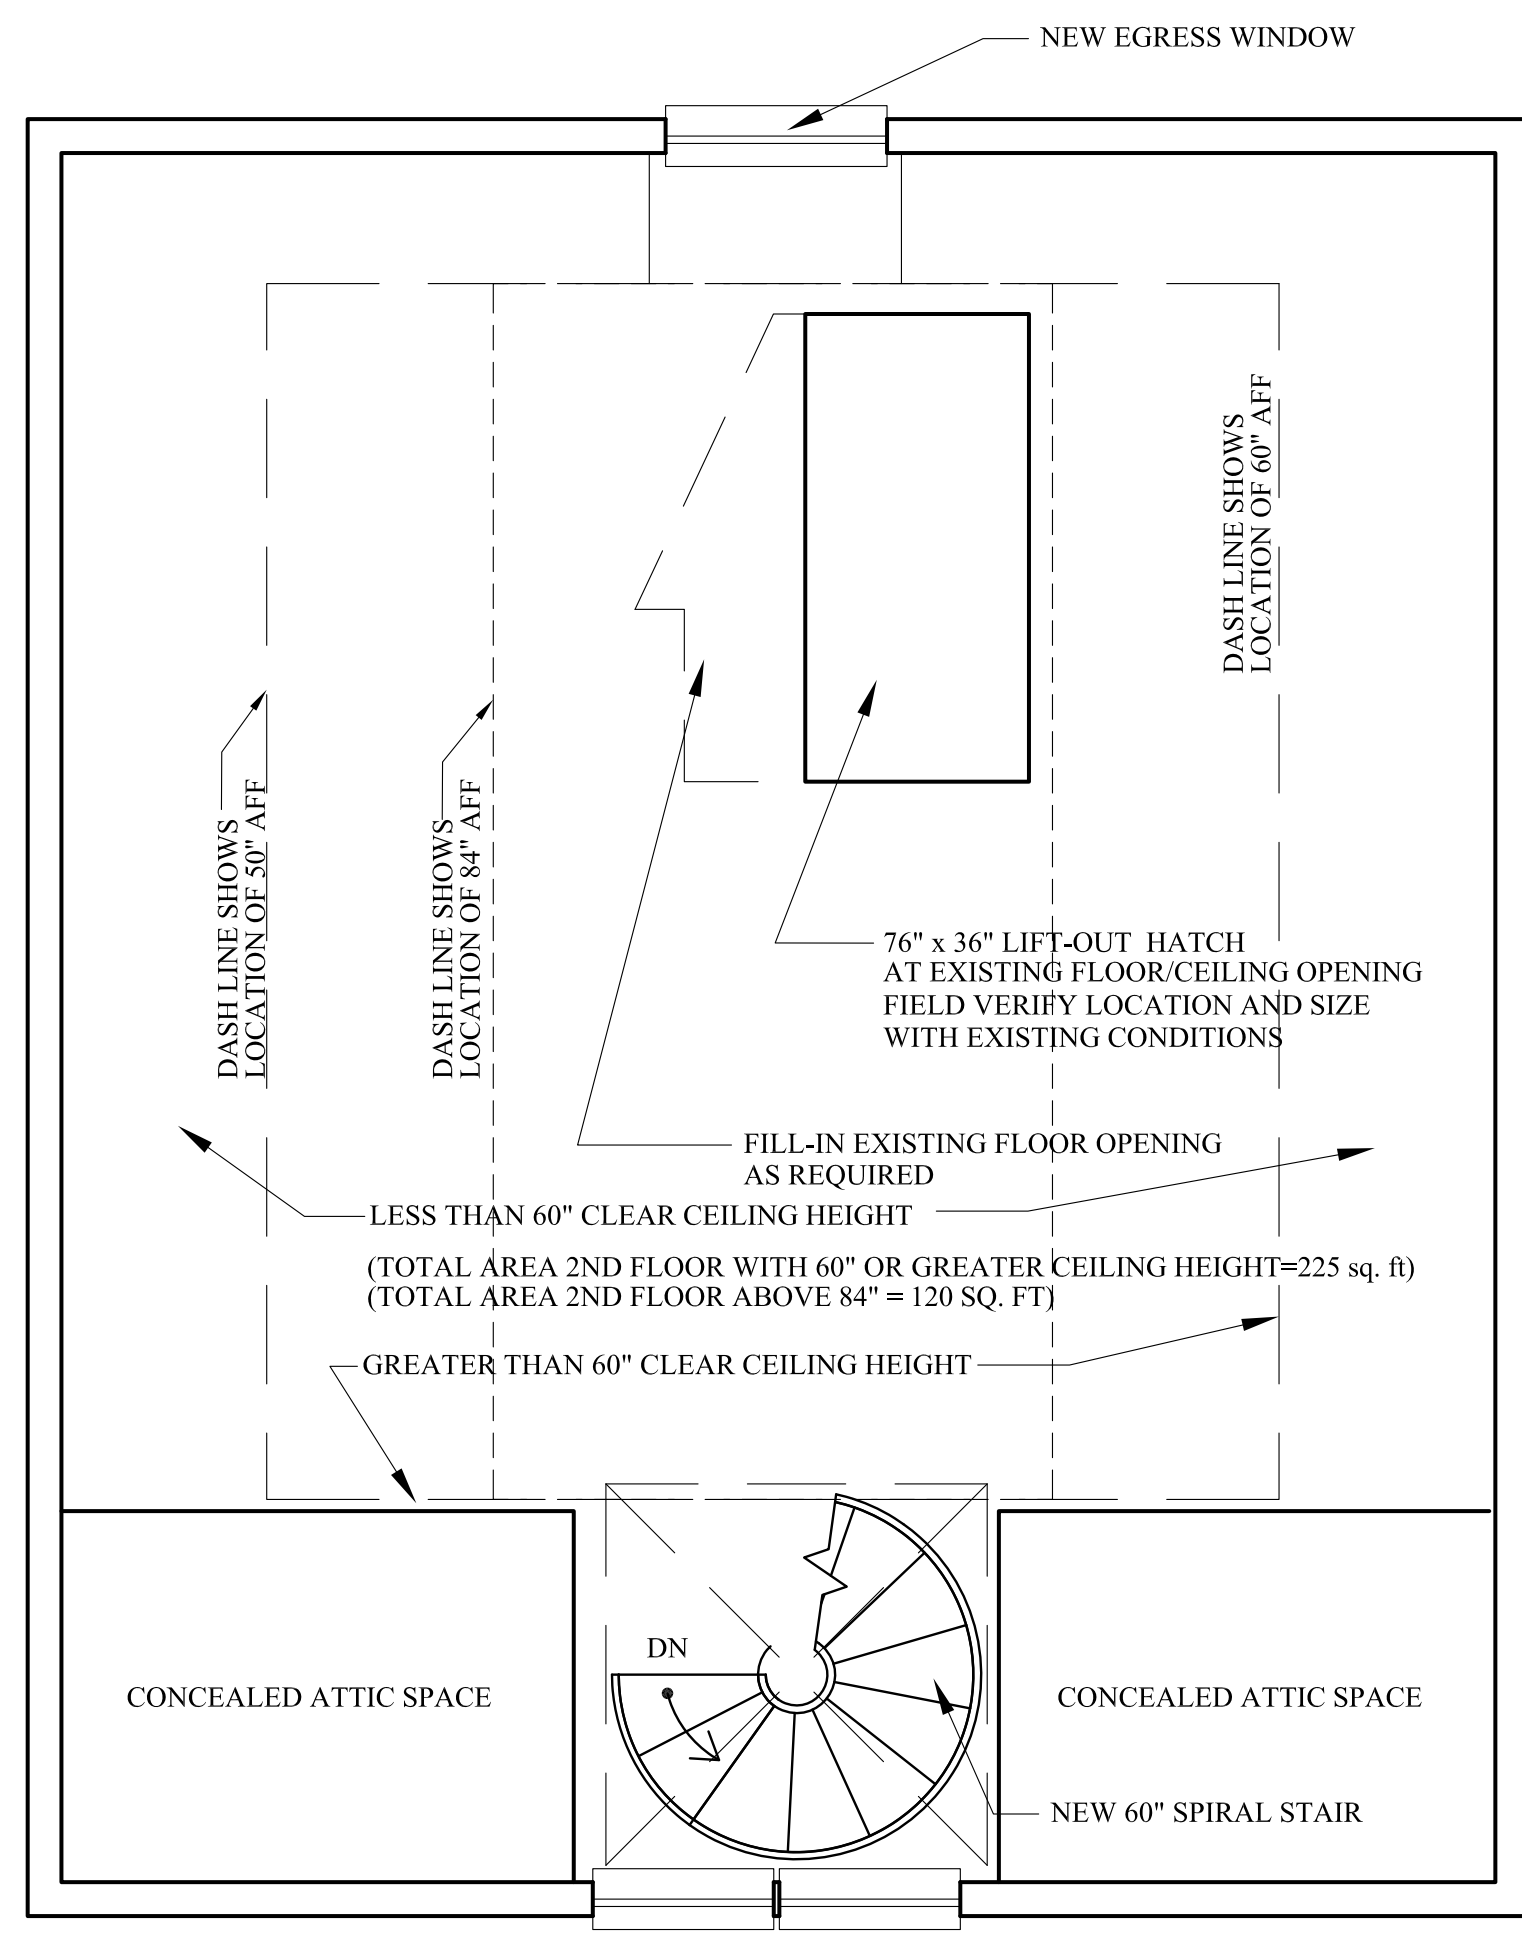 NEW EGRESS WINDOW
DASH LINE SHOWS
LOCATION OF 60" AFF
DASH LINE SHOWS
LOCATION OF 50" AFF
DASH LINE SHOWS
LOCATION OF 84" AFF
76" x 36" LIFT-OUT HATCH
AT EXISTING FLOOR/CEILING OPENING
FIELD VERIFY LOCATION AND SIZE
WITH EXISTING CONDITIONS
FILL-IN EXISTING FLOOR OPENING
AS REQUIRED
LESS THAN 60" CLEAR CEILING HEIGHT
(TOTAL AREA 2ND FLOOR WITH 60" OR GREATER CEILING HEIGHT=225 sq. ft)
(TOTAL AREA 2ND FLOOR ABOVE 84" = 120 SQ. FT)
GREATER THAN 60" CLEAR CEILING HEIGHT
DN
CONCEALED ATTIC SPACE
CONCEALED ATTIC SPACE
NEW 60" SPIRAL STAIR